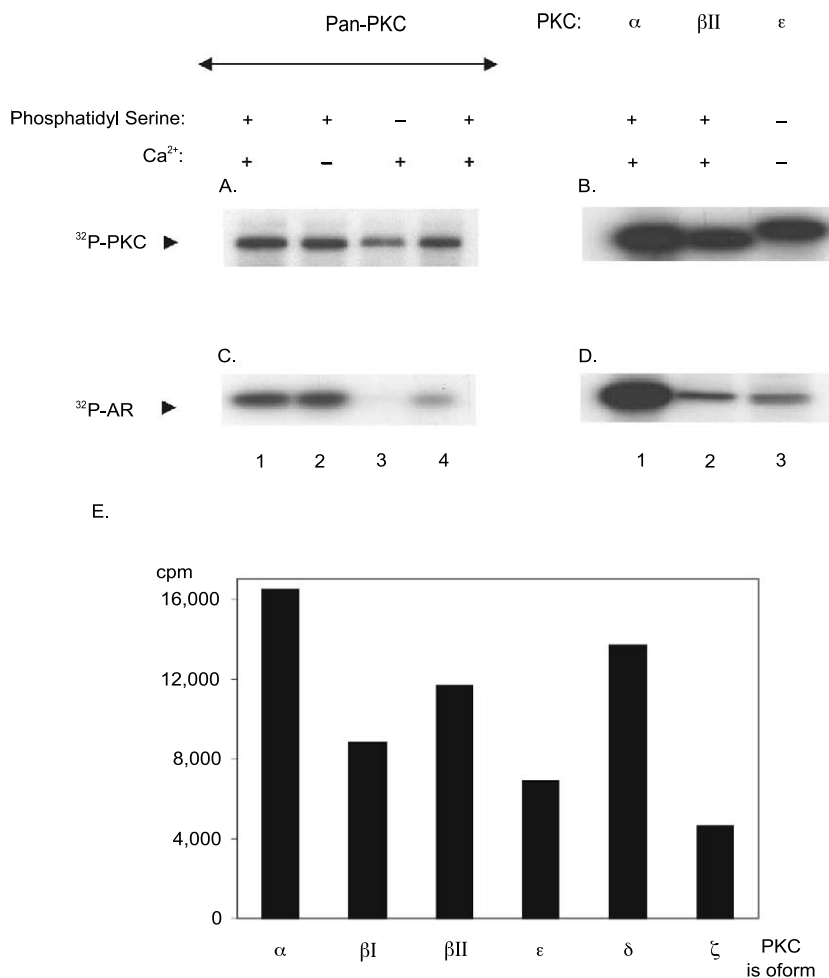 Pan-PKC PKC: α βII ε
Phosphatidyl Serine: + + – + + + –
Ca²⁺: + – + + + + –
A. B.
³²P-PKC
C. D.
³²P-AR
1 2 3 4 1 2 3
E.
cpm
16,000
12,000
8,000
4,000
0
α βI βII ε δ ζ PKC
is oform